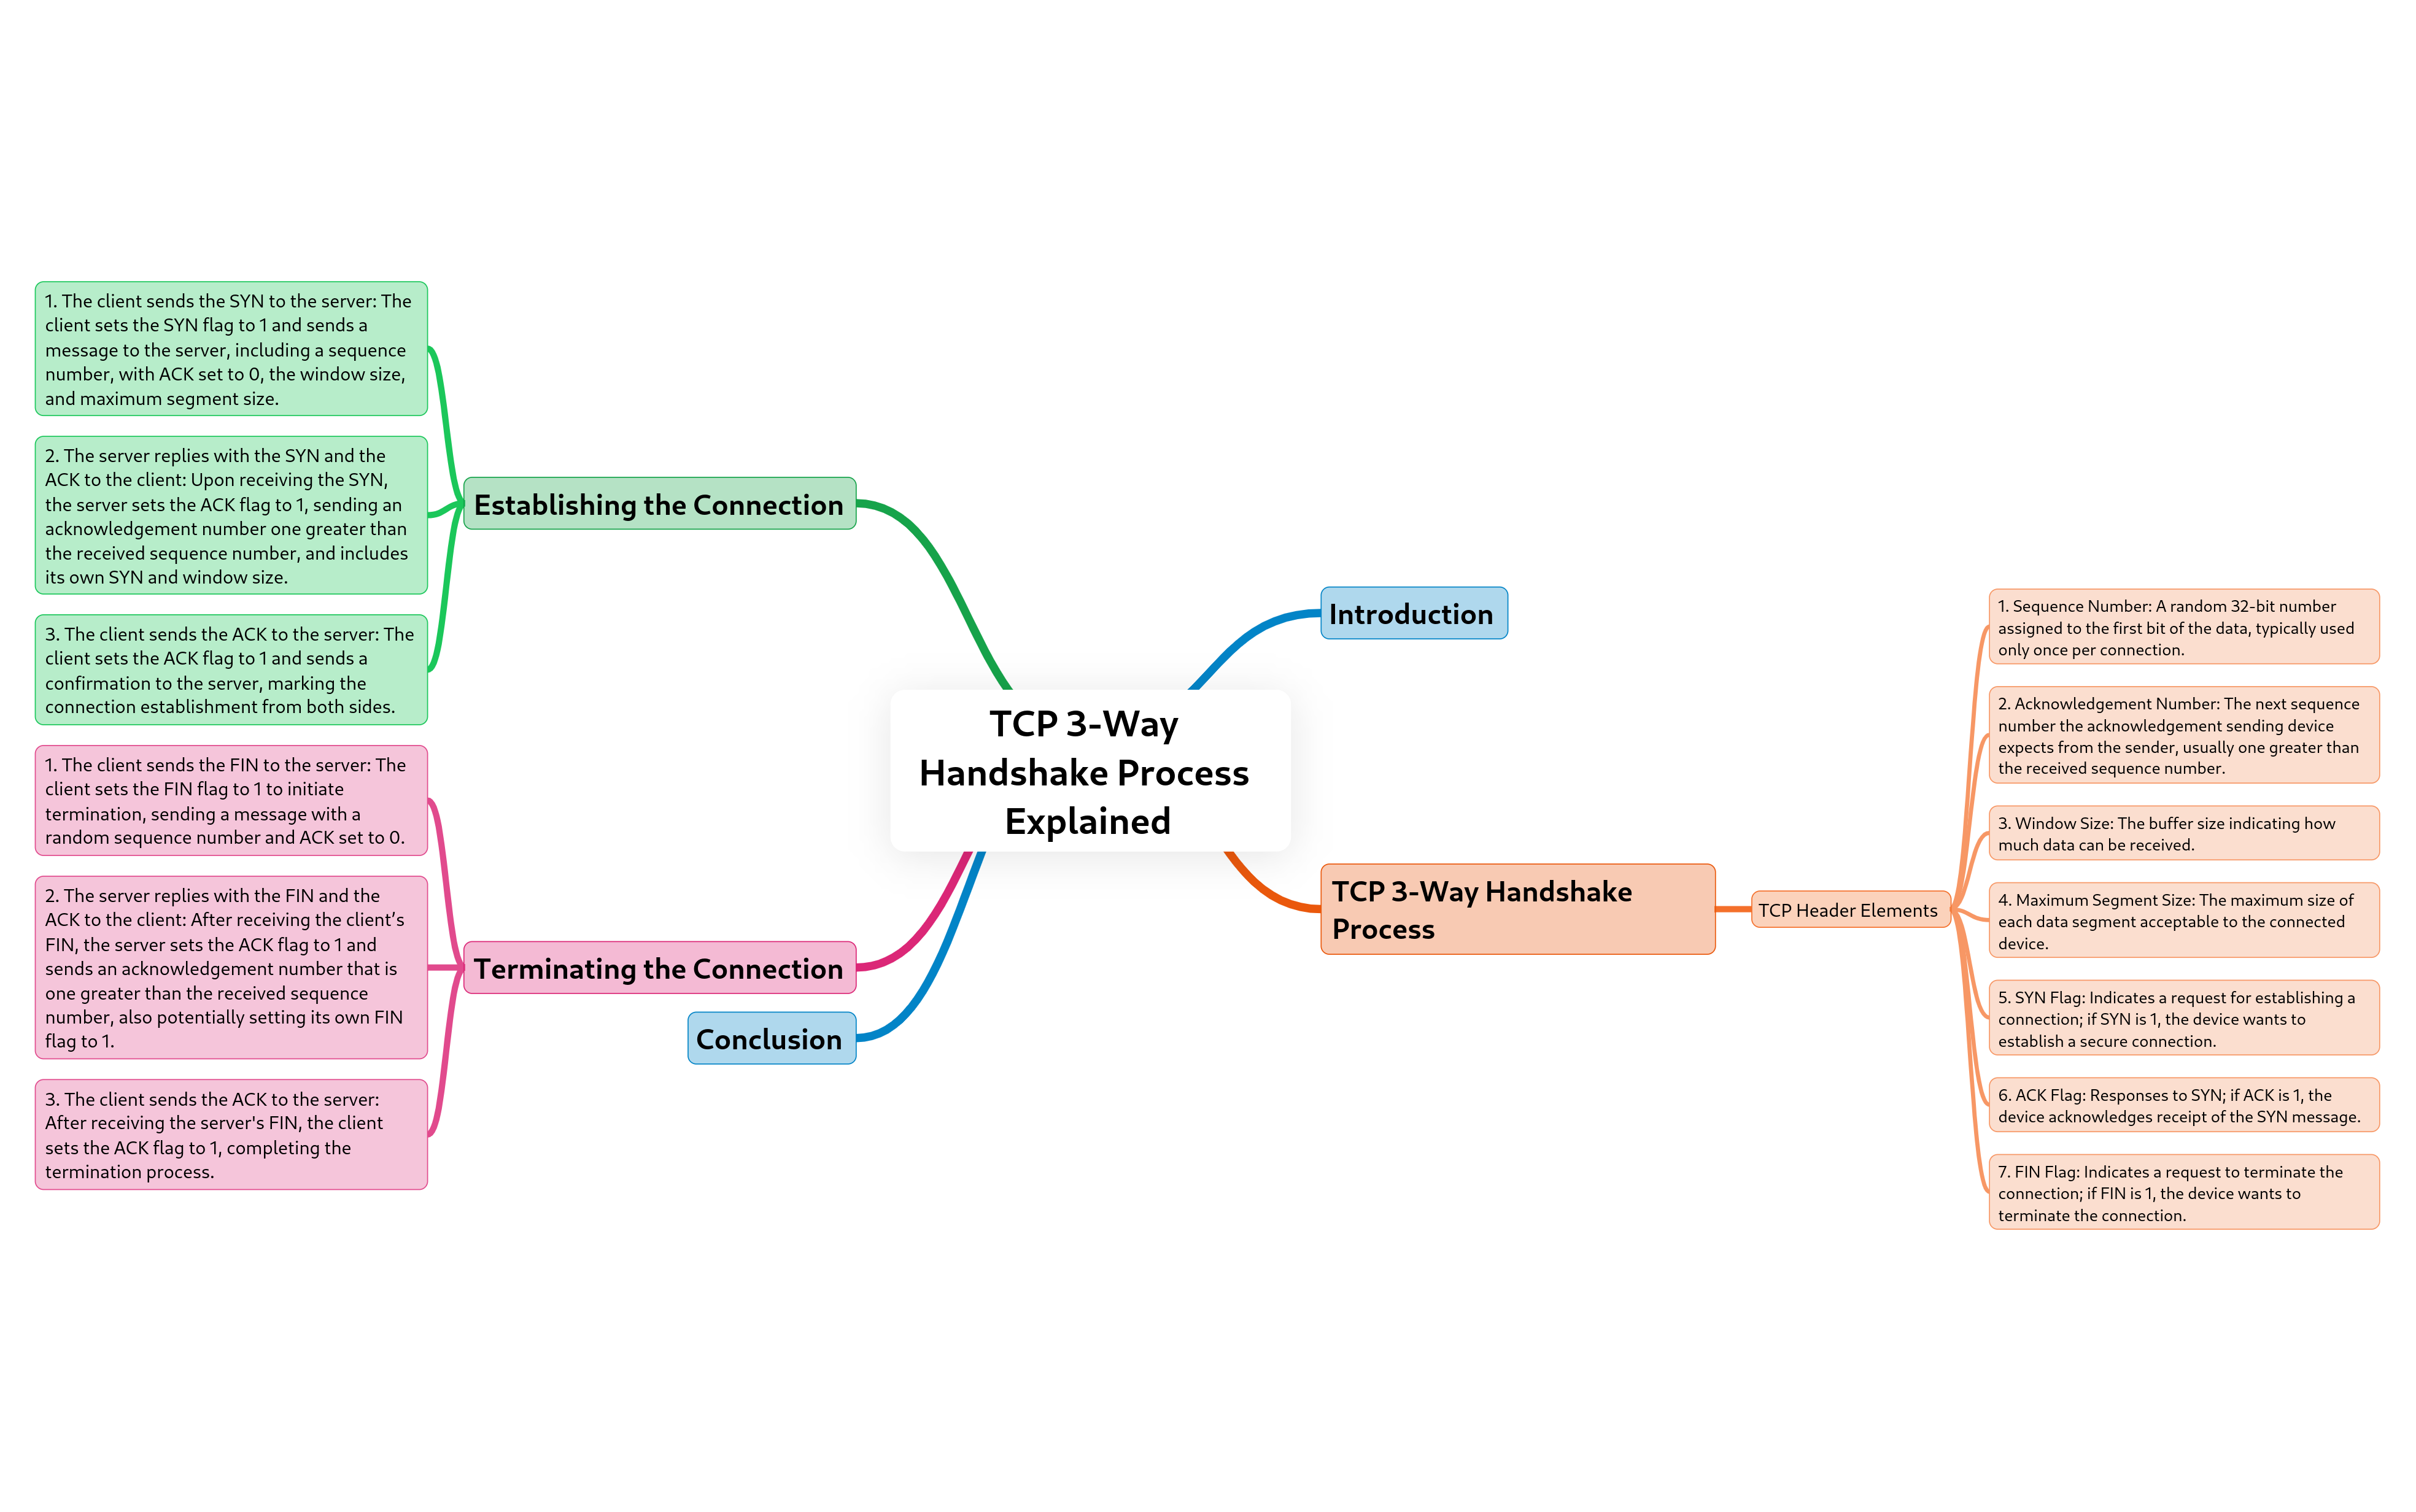 TCP 3-Way
Handshake Process
Explained
Introduction
TCP 3-Way Handshake
Process
TCP Header Elements
1. Sequence Number: A random 32-bit number
assigned to the first bit of the data, typically used
only once per connection.
2. Acknowledgement Number: The next sequence
number the acknowledgement sending device
expects from the sender, usually one greater than
the received sequence number.
3. Window Size: The buffer size indicating how
much data can be received.
4. Maximum Segment Size: The maximum size of
each data segment acceptable to the connected
device.
5. SYN Flag: Indicates a request for establishing a
connection; if SYN is 1, the device wants to
establish a secure connection.
6. ACK Flag: Responses to SYN; if ACK is 1, the
device acknowledges receipt of the SYN message.
7. FIN Flag: Indicates a request to terminate the
connection; if FIN is 1, the device wants to
terminate the connection.
Establishing the Connection
1. The client sends the SYN to the server: The
client sets the SYN flag to 1 and sends a
message to the server, including a sequence
number, with ACK set to 0, the window size,
and maximum segment size.
2. The server replies with the SYN and the
ACK to the client: Upon receiving the SYN,
the server sets the ACK flag to 1, sending an
acknowledgement number one greater than
the received sequence number, and includes
its own SYN and window size.
3. The client sends the ACK to the server: The
client sets the ACK flag to 1 and sends a
confirmation to the server, marking the
connection establishment from both sides.
Terminating the Connection
1. The client sends the FIN to the server: The
client sets the FIN flag to 1 to initiate
termination, sending a message with a
random sequence number and ACK set to 0.
2. The server replies with the FIN and the
ACK to the client: After receiving the client’s
FIN, the server sets the ACK flag to 1 and
sends an acknowledgement number that is
one greater than the received sequence
number, also potentially setting its own FIN
flag to 1.
3. The client sends the ACK to the server:
After receiving the server's FIN, the client
sets the ACK flag to 1, completing the
termination process.
Conclusion